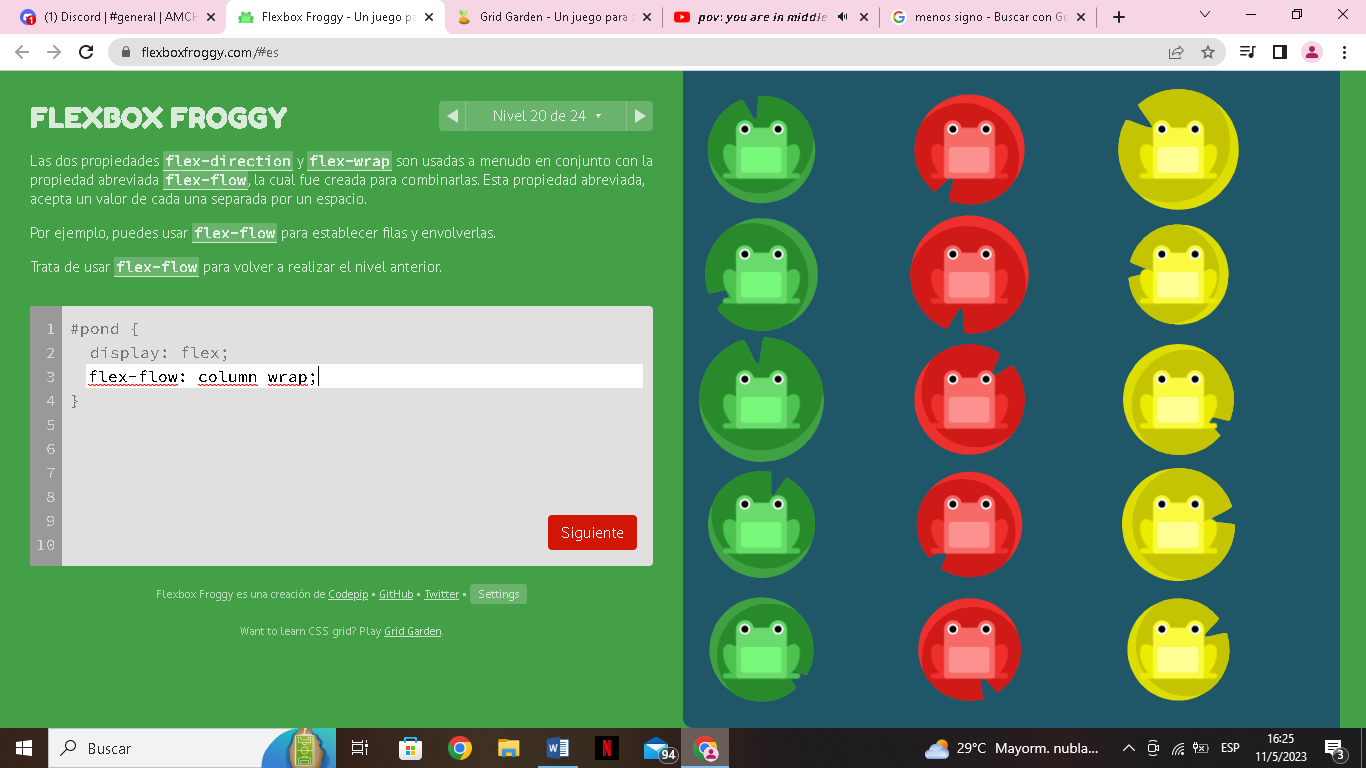 (1) Discord | #general | AMCH
Flexbox Froggy - Un juego pa
Grid Garden - Un juego para
pov: you are in middle
menos signo - Buscar con Go
flexboxfroggy.com/#es
FLEXBOX FROGGY
Nivel 20 de 24
Las dos propiedades flex-direction y flex-wrap son usadas a menudo en conjunto con la
propiedad abreviada flex-flow, la cual fue creada para combinarlas. Esta propiedad abreviada,
acepta un valor de cada una separada por un espacio.
Por ejemplo, puedes usar flex-flow para establecer filas y envolverlas.
Trata de usar flex-flow para volver a realizar el nivel anterior.
1 #pond {
2 display: flex;
3 flex-flow: column wrap;
4 }
5
6
7
8
9
10
Siguiente
Flexbox Froggy es una creación de Codepip • GitHub • Twitter • Settings
Want to learn CSS grid? Play Grid Garden.
Buscar
94
29°C Mayorm. nubla...
ESP
16:25
11/5/2023
3